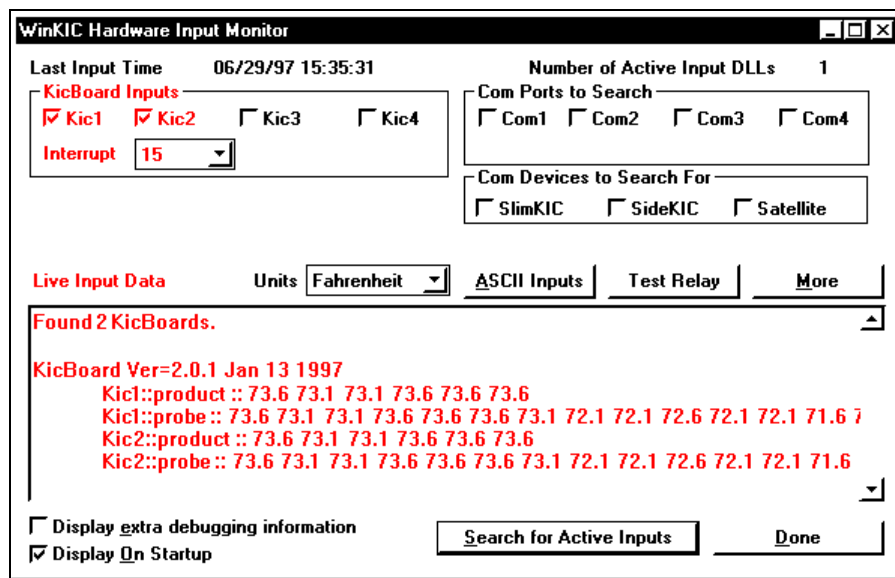 WinKIC Hardware Input Monitor
Last Input Time 06/29/97 15:35:31 Number of Active Input DLLs 1
KicBoard Inputs
Kic1 Kic2 Kic3 Kic4
Interrupt 15
Com Ports to Search
Com1 Com2 Com3 Com4
Com Devices to Search For
SlimKIC SideKIC Satellite
Live Input Data Units Fahrenheit ASCII Inputs Test Relay More
Found 2 KicBoards.
KicBoard Ver=2.0.1 Jan 13 1997
Kic1::product :: 73.6 73.1 73.1 73.6 73.6 73.6
Kic1::probe :: 73.6 73.1 73.1 73.6 73.6 73.6 73.1 72.1 72.1 72.6 72.1 72.1 71.6
Kic2::product :: 73.6 73.1 73.1 73.6 73.6 73.6
Kic2::probe :: 73.6 73.1 73.1 73.6 73.6 73.6 73.1 72.1 72.1 72.6 72.1 72.1 71.6
Display extra debugging information
Display On Startup
Search for Active Inputs Done